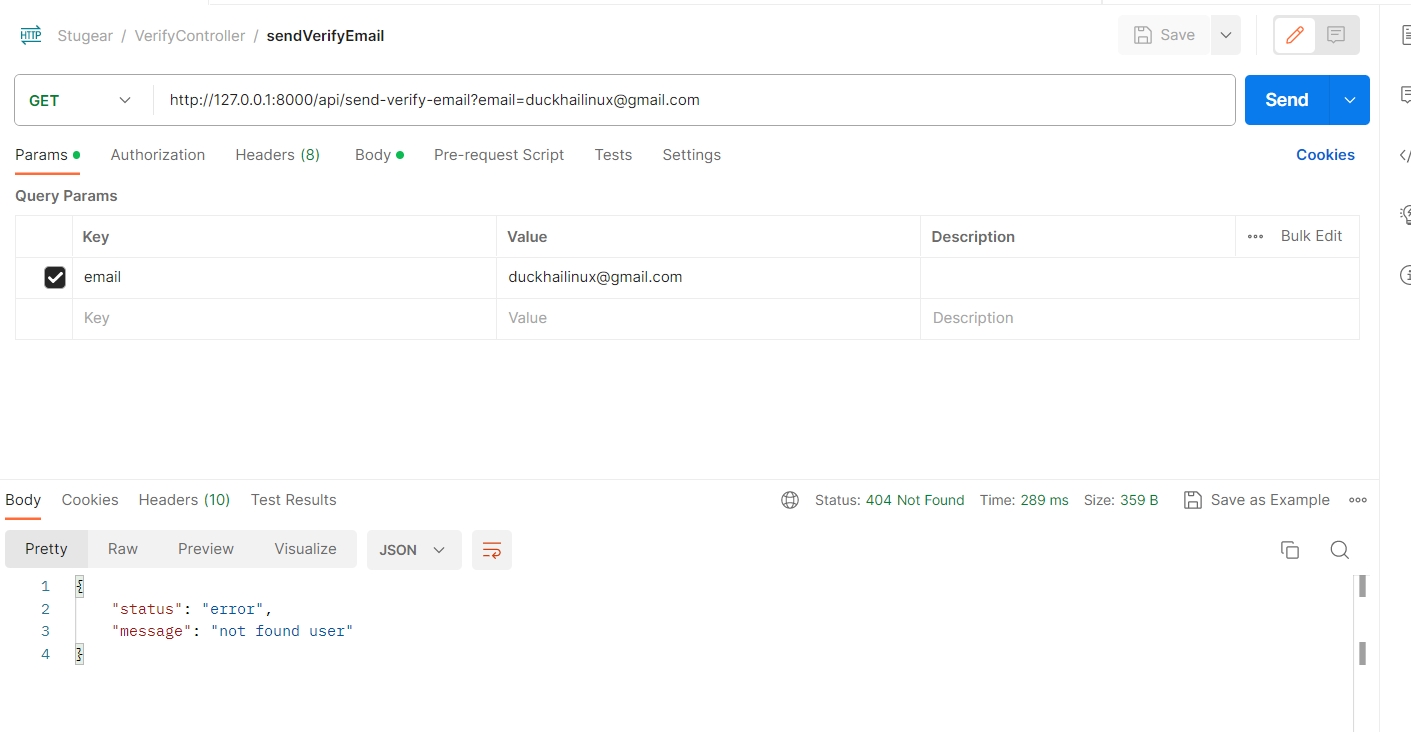 HTTP Stugear / VerifyController / sendVerifyEmail Save
GET http://127.0.0.1:8000/api/send-verify-email?email=duckhailinux@gmail.com Send
Params Authorization Headers (8) Body Pre-request Script Tests Settings Cookies
Query Params
Key Value Description Bulk Edit
email duckhailinux@gmail.com
Key Value Description
Body Cookies Headers (10) Test Results Status: 404 Not Found Time: 289 ms Size: 359 B Save as Example
Pretty Raw Preview Visualize JSON
1 {
2 "status": "error",
3 "message": "not found user"
4 }